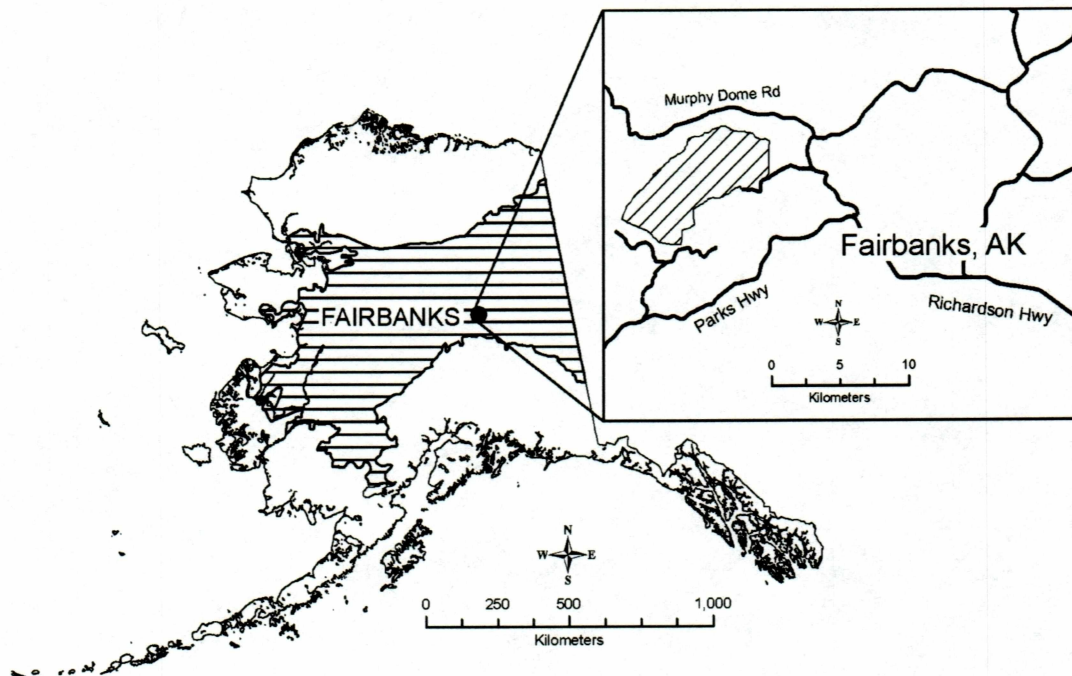 Murphy Dome Rd
Fairbanks, AK
Parks Hwy
Richardson Hwy
N
W E
S
0 5 10
Kilometers
FAIRBANKS
N
W E
S
0 250 500 1,000
Kilometers